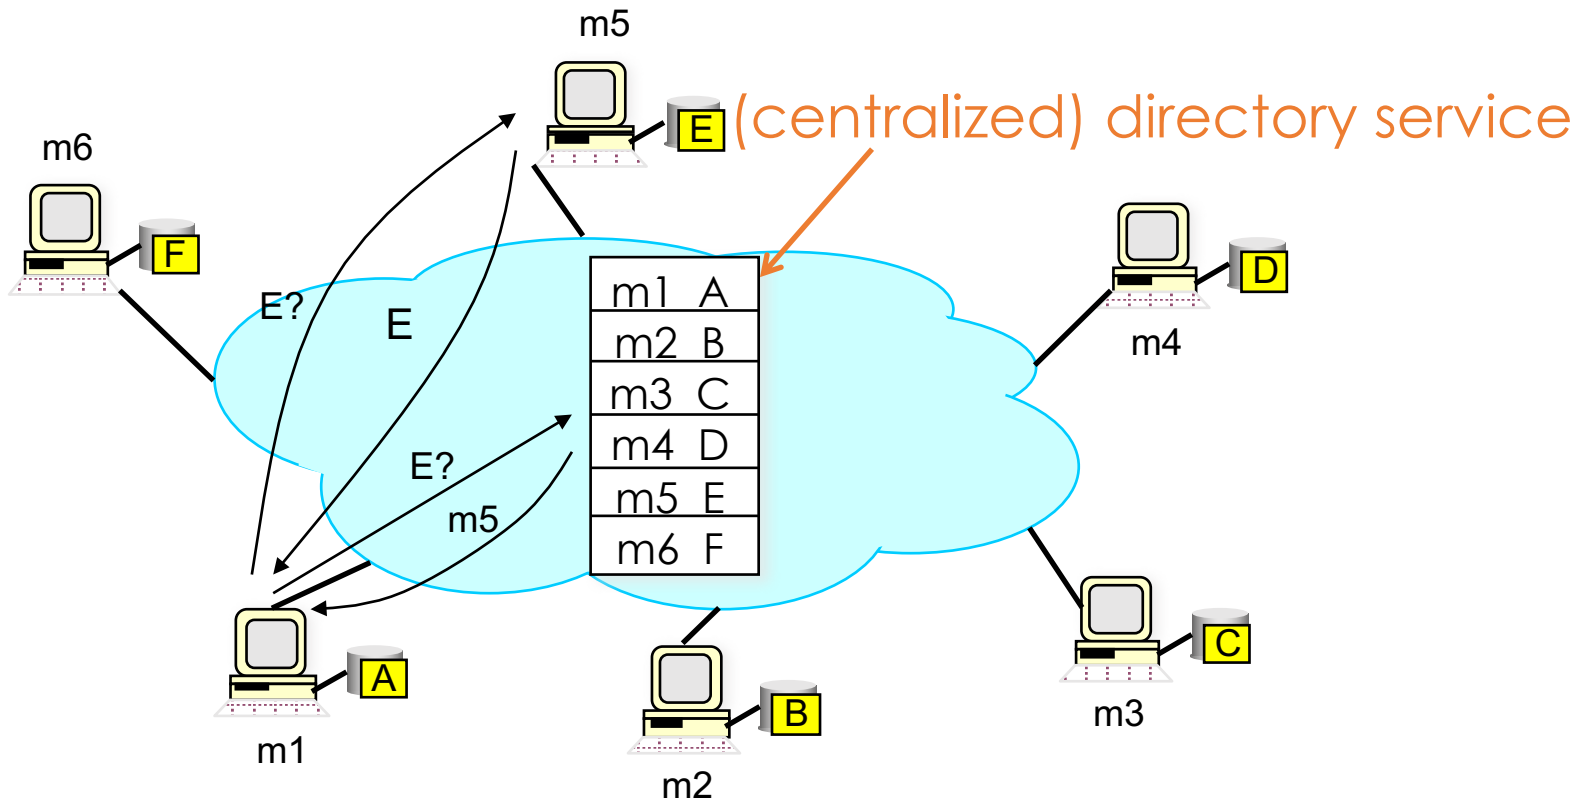 m5
E (centralized) directory service
m6
F
D
m4
E?
E
m1 A
m2 B
m3 C
m4 D
m5 E
m6 F
E?
m5
A
m1
B
m2
C
m3